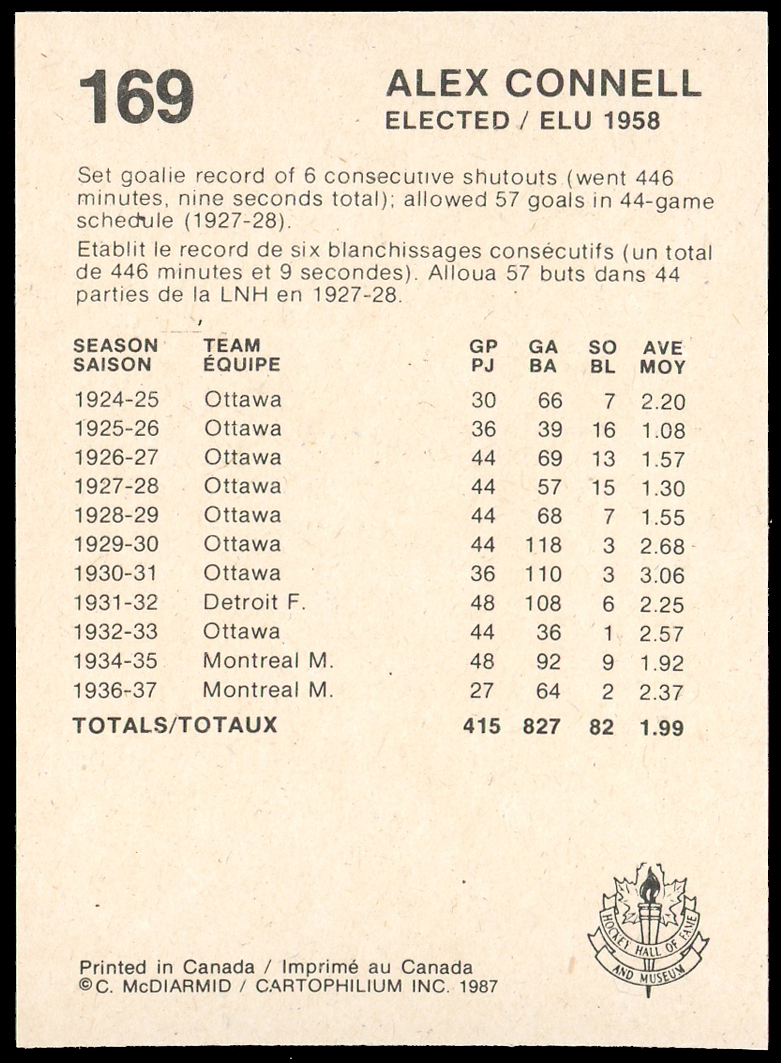 169
ALEX CONNELL
ELECTED / ELU 1958
Set goalie record of 6 consecutive shutouts (went 446
minutes, nine seconds total); allowed 57 goals in 44-game
schedule (1927-28).
Etablit le record de six blanchissages consécutifs (un total
de 446 minutes et 9 secondes). Alloua 57 buts dans 44
parties de la LNH en 1927-28.
SEASON TEAM GP GA SO AVE
SAISON ÉQUIPE PJ BA BL MOY
1924-25 Ottawa 30 66 7 2.20
1925-26 Ottawa 36 39 16 1.08
1926-27 Ottawa 44 69 13 1.57
1927-28 Ottawa 44 57 15 1.30
1928-29 Ottawa 44 68 7 1.55
1929-30 Ottawa 44 118 3 2.68
1930-31 Ottawa 36 110 3 3.06
1931-32 Detroit F. 48 108 6 2.25
1932-33 Ottawa 44 36 1 2.57
1934-35 Montreal M. 48 92 9 1.92
1936-37 Montreal M. 27 64 2 2.37
TOTALS/TOTAUX 415 827 82 1.99
HOCKEY HALL OF FAME
AND MUSEUM
Printed in Canada / Imprimé au Canada
©C. McDIARMID / CARTOPHILIUM INC. 1987